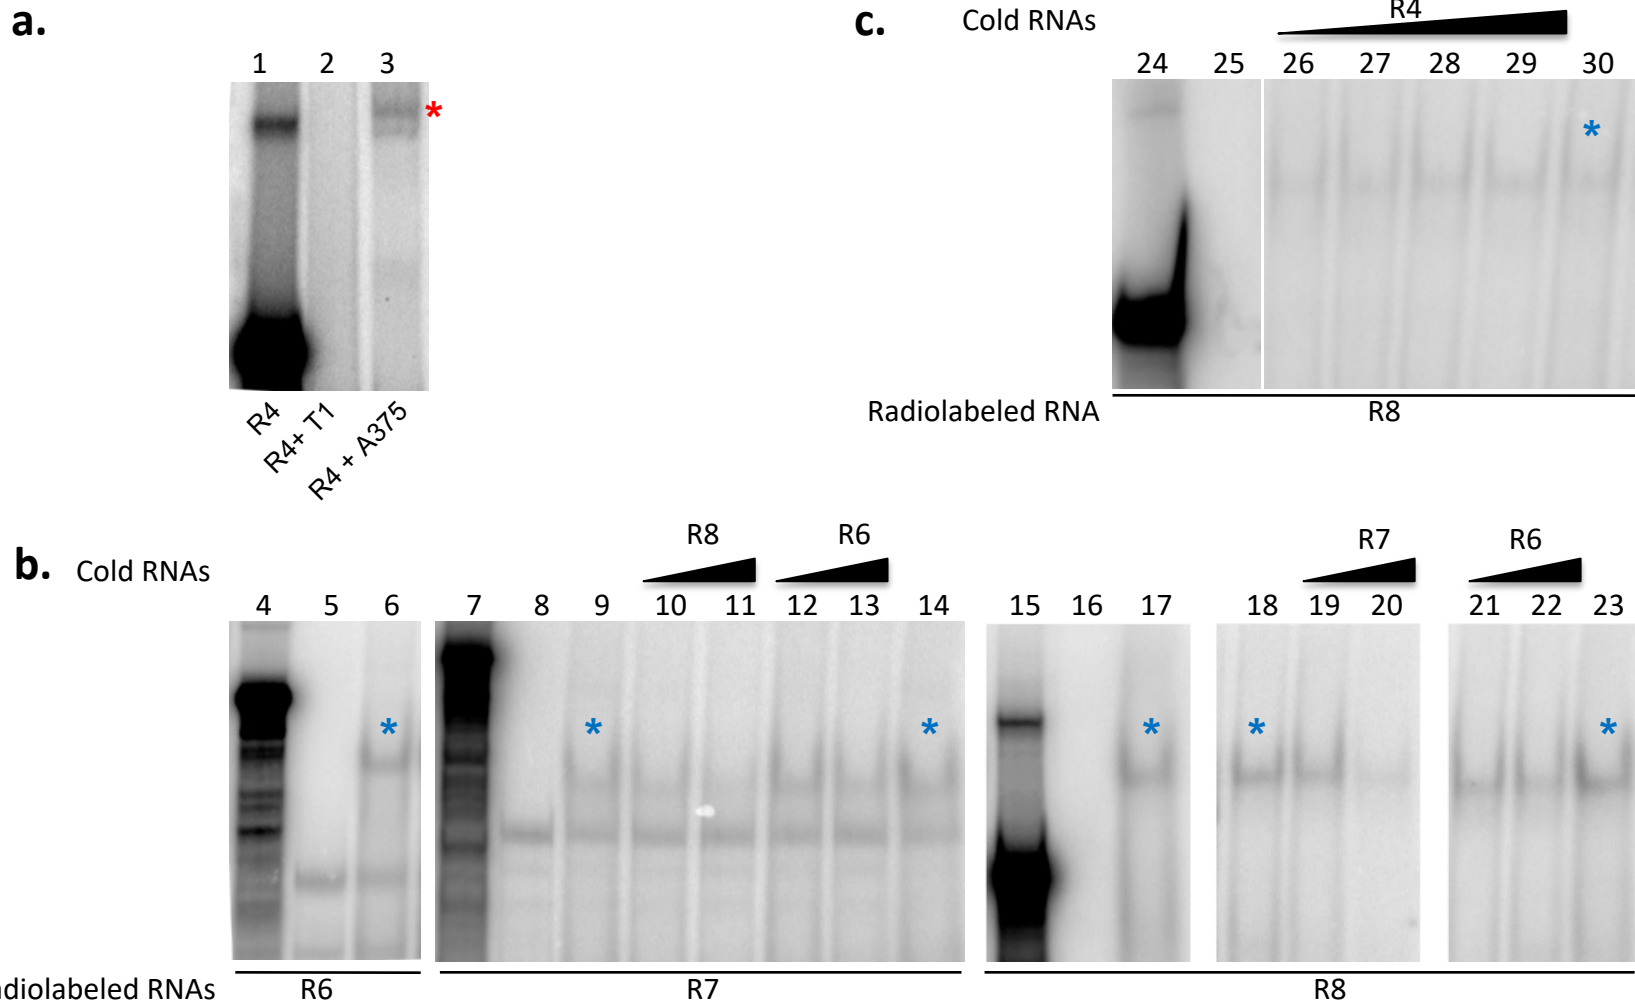 a.
1 2 3
*
R4
R4+ T1
R4 + A375
c. Cold RNAs R4
24 25 26 27 28 29 30
*
Radiolabeled RNA R8
b. Cold RNAs R8 R6 R7 R6
4 5 6 7 8 9 10 11 12 13 14 15 16 17 18 19 20 21 22 23
* * * * * *
diolabeled RNAs R6 R7 R8